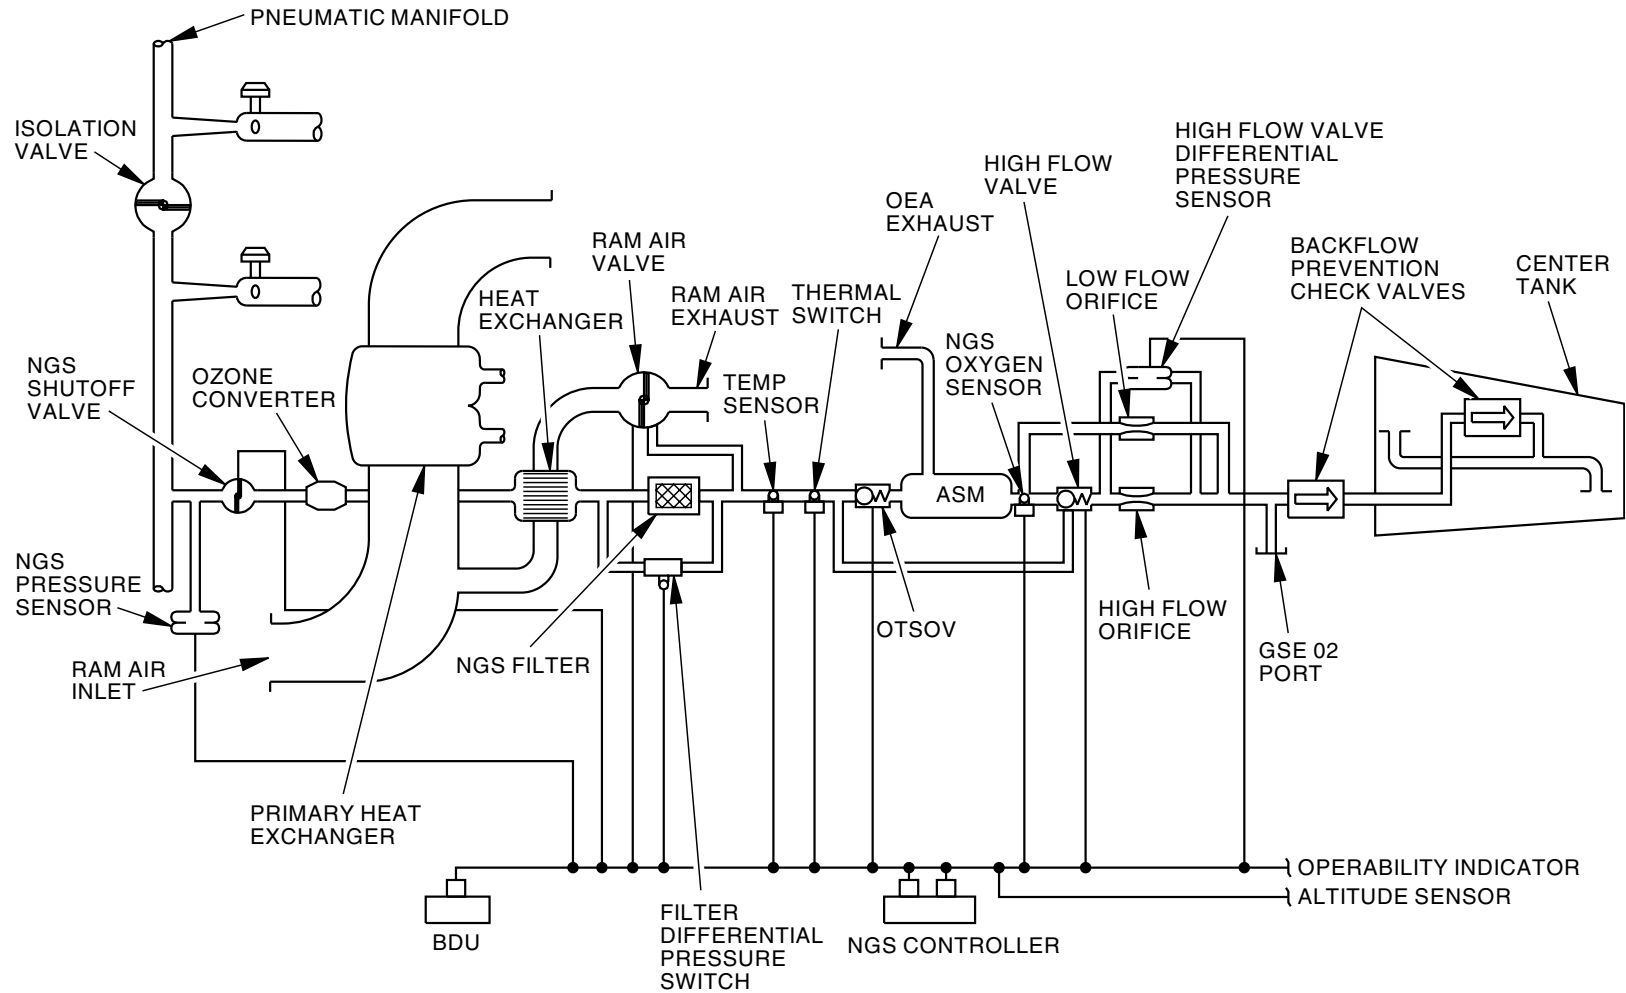 PNEUMATIC MANIFOLD
ISOLATION
VALVE
HIGH FLOW VALVE
DIFFERENTIAL
PRESSURE
SENSOR
HIGH FLOW
VALVE
OEA
EXHAUST
RAM AIR
VALVE
BACKFLOW
PREVENTION
CHECK VALVES
CENTER
TANK
LOW FLOW
ORIFICE
HEAT
EXCHANGER
RAM AIR
EXHAUST
THERMAL
SWITCH
NGS
OXYGEN
SENSOR
NGS
SHUTOFF
VALVE
OZONE
CONVERTER
TEMP
SENSOR
ASM
NGS
PRESSURE
SENSOR
RAM AIR
INLET
NGS FILTER
OTSOV
HIGH FLOW
ORIFICE
GSE 02
PORT
PRIMARY HEAT
EXCHANGER
OPERABILITY INDICATOR
ALTITUDE SENSOR
BDU
FILTER
DIFFERENTIAL
PRESSURE
SWITCH
NGS CONTROLLER